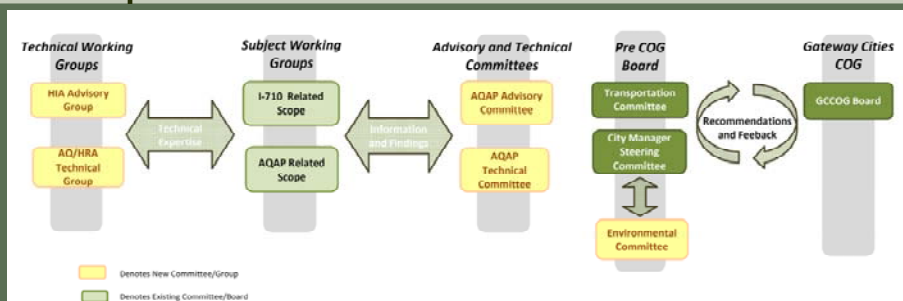 Technical Working
Groups
Subject Working
Groups
Advisory and Technical
Committees
Pre COG
Board
Gateway Cities
COG
HIA Advisory
Group
AQ/HRA
Technical
Group
Technical
Expertise
I-710 Related
Scope
AQAP Related
Scope
Information
and Findings
AQAP Advisory
Committee
AQAP
Technical
Committee
Transportation
Committee
City Manager
Steering
Committee
Environmental
Committee
Recommendations
and Feeback
GCCOG Board
Denotes New Committee/Group
Denotes Existing Committee/Board